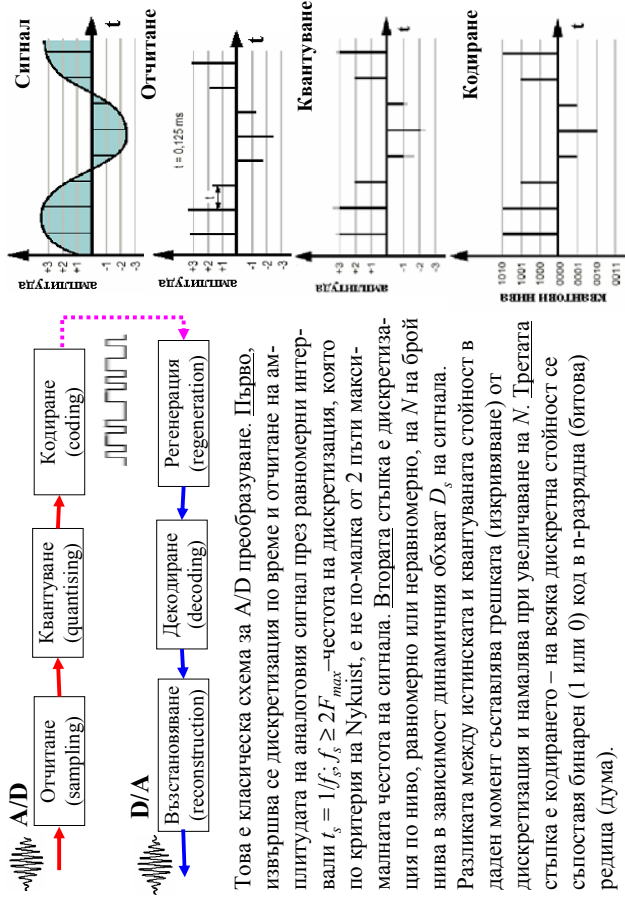 A/D
Отчитане
(sampling)
Квантуване
(quantising)
Кодиране
(coding)
D/A
Възстановяване
(reconstruction)
Декодиране
(decoding)
Регенерация
(regeneration)
Това е класическа схема за A/D преобразуване. Първо,
извършва се дискретизация по време и отчитане на ам-
плитудата на аналоговия сигнал през равномерни интер-
вали t_s = 1/f_s; f_s ≥ 2F_max–честота на дискретизация, която
по критерия на Nykuist, е не по-малка от 2 пъти макси-
малната честота на сигнала. Втората стъпка е дискретиза-
ция по ниво, равномерно или неравномерно, на N на брой
нива в зависимост динамичния обхват D_s на сигнала.
Разликата между истинската и квантуваната стойност в
даден момент съставлява грешката (изкривяване) от
дискретизация и намалява при увеличаване на N. Третата
стъпка е кодирането – на всяка дискретна стойност се
съпоставя бинарен (1 или 0) код в n-разрядна (битова)
редица (дума).
Сигнал
амплитуда
+3
+2
+1
-1
-2
-3
t
Отчитане
амплитуда
+3
+2
+1
-1
-2
-3
t = 0,125 ms
t
t
Квантуване
амплитуда
+3
+2
+1
-1
-2
-3
t
Кодиране
квантови нива
1010
1001
1000
0000
0001
0010
0011
t